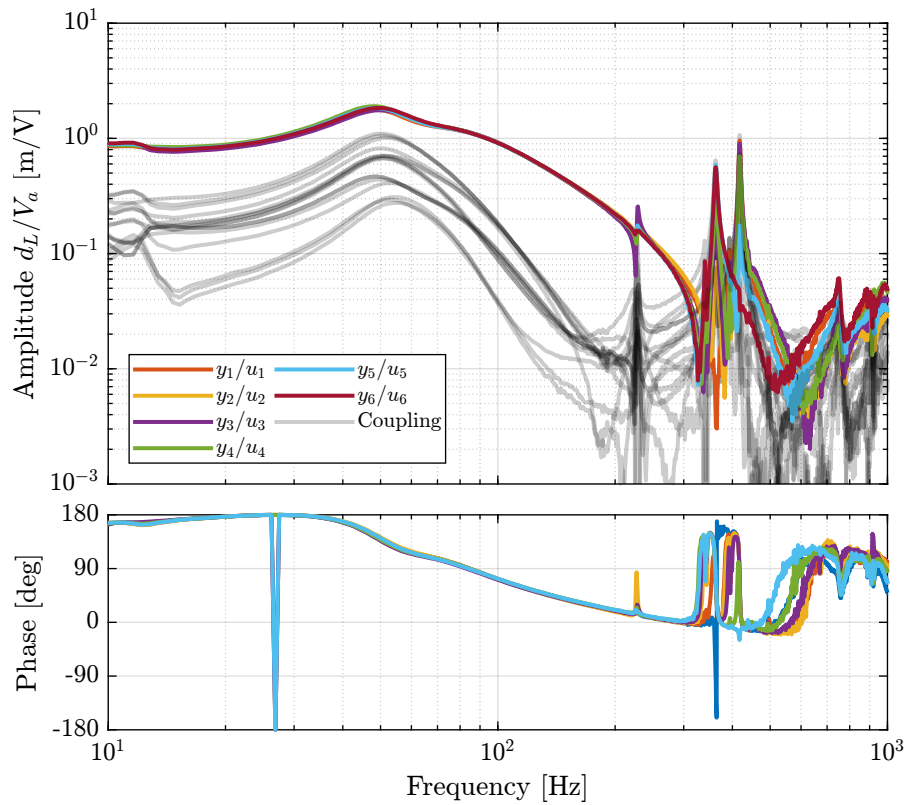 10^1
10^0
10^{-1}
10^{-2}
10^{-3}
Amplitude d_L/V_a [m/V]
y_1/u_1
y_2/u_2
y_3/u_3
y_4/u_4
y_5/u_5
y_6/u_6
Coupling
180
90
0
-90
-180
Phase [deg]
10^1
10^2
10^3
Frequency [Hz]